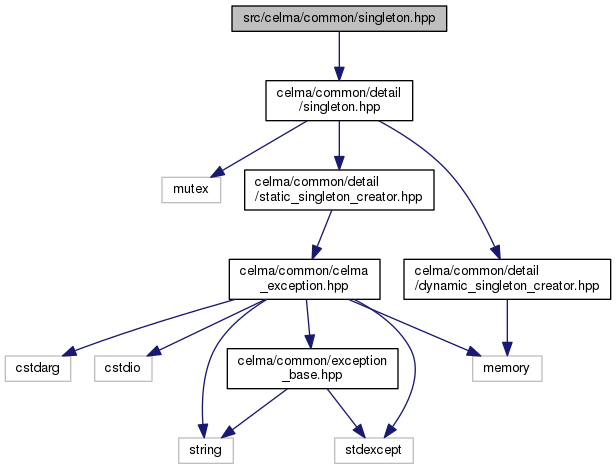 src/celma/common/singleton.hpp
celma/common/detail
/singleton.hpp
mutex
celma/common/detail
/static_singleton_creator.hpp
celma/common/celma
_exception.hpp
celma/common/detail
/dynamic_singleton_creator.hpp
cstdarg
cstdio
celma/common/exception
_base.hpp
memory
string
stdexcept